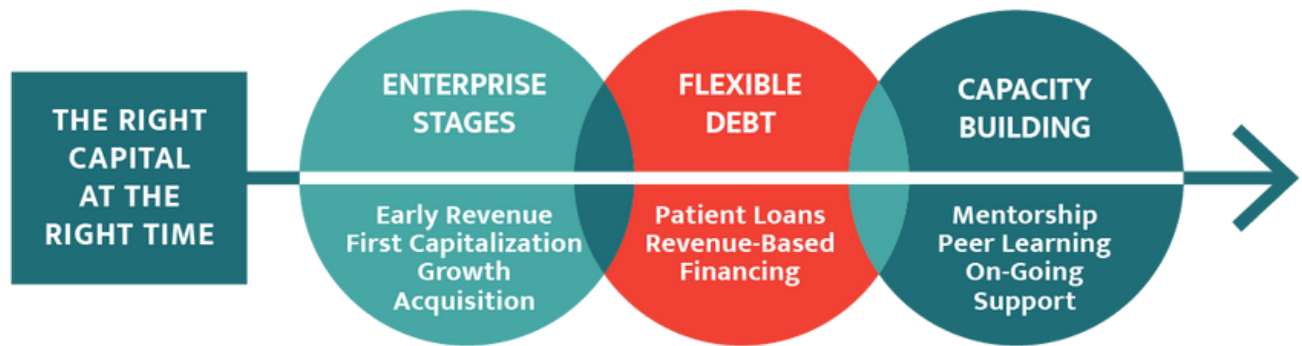 THE RIGHT
CAPITAL
AT THE
RIGHT TIME
ENTERPRISE
STAGES
Early Revenue
First Capitalization
Growth
Acquisition
FLEXIBLE
DEBT
Patient Loans
Revenue-Based
Financing
CAPACITY
BUILDING
Mentorship
Peer Learning
On-Going
Support